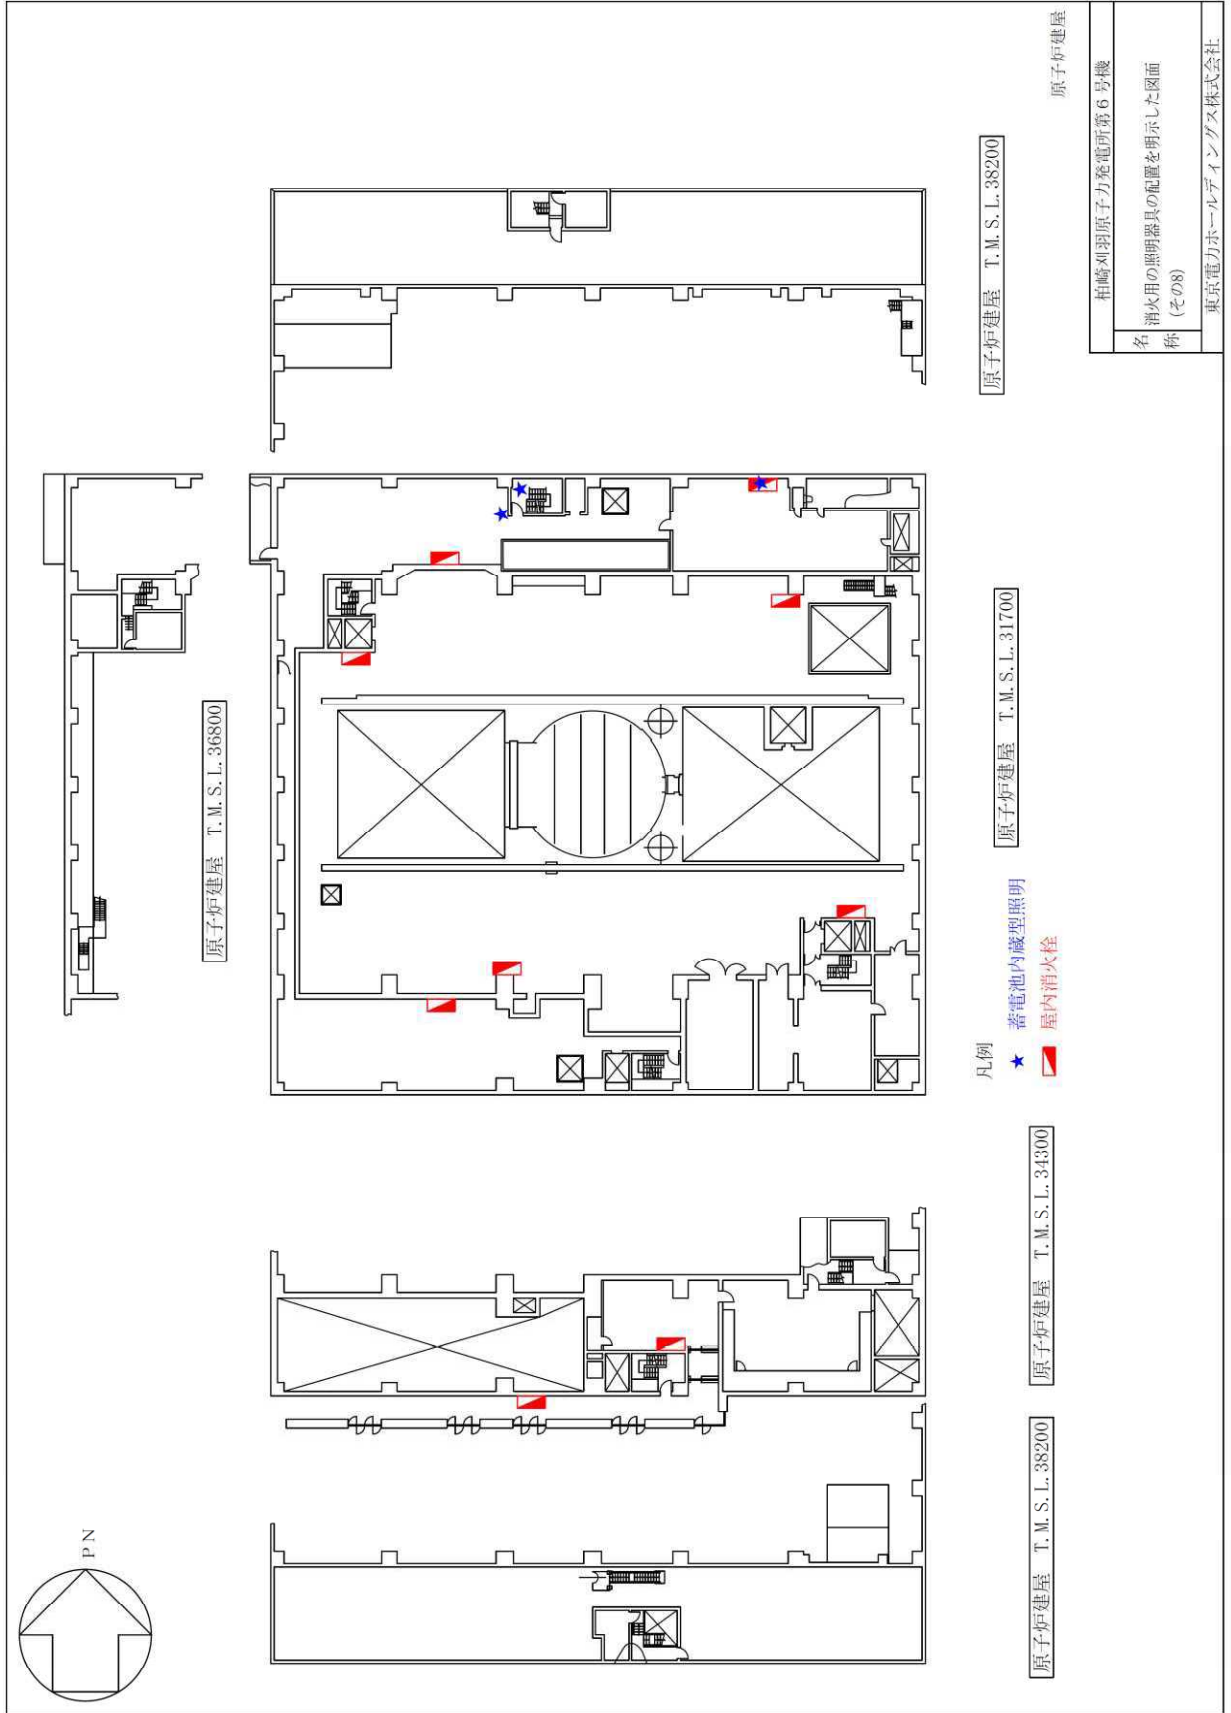 PN
原子炉建屋　T.M.S.L.36800
原子炉建屋　T.M.S.L.38200
原子炉建屋　T.M.S.L.34300
原子炉建屋　T.M.S.L.31700
原子炉建屋　T.M.S.L.38200
凡例
★ 蓄電池内蔵型照明
屋内消火栓
原子炉建屋
柏崎刈羽原子力発電所第6号機
名称
消火用の照明器具の配置を明示した図面
(その8)
東京電力ホールディングス株式会社